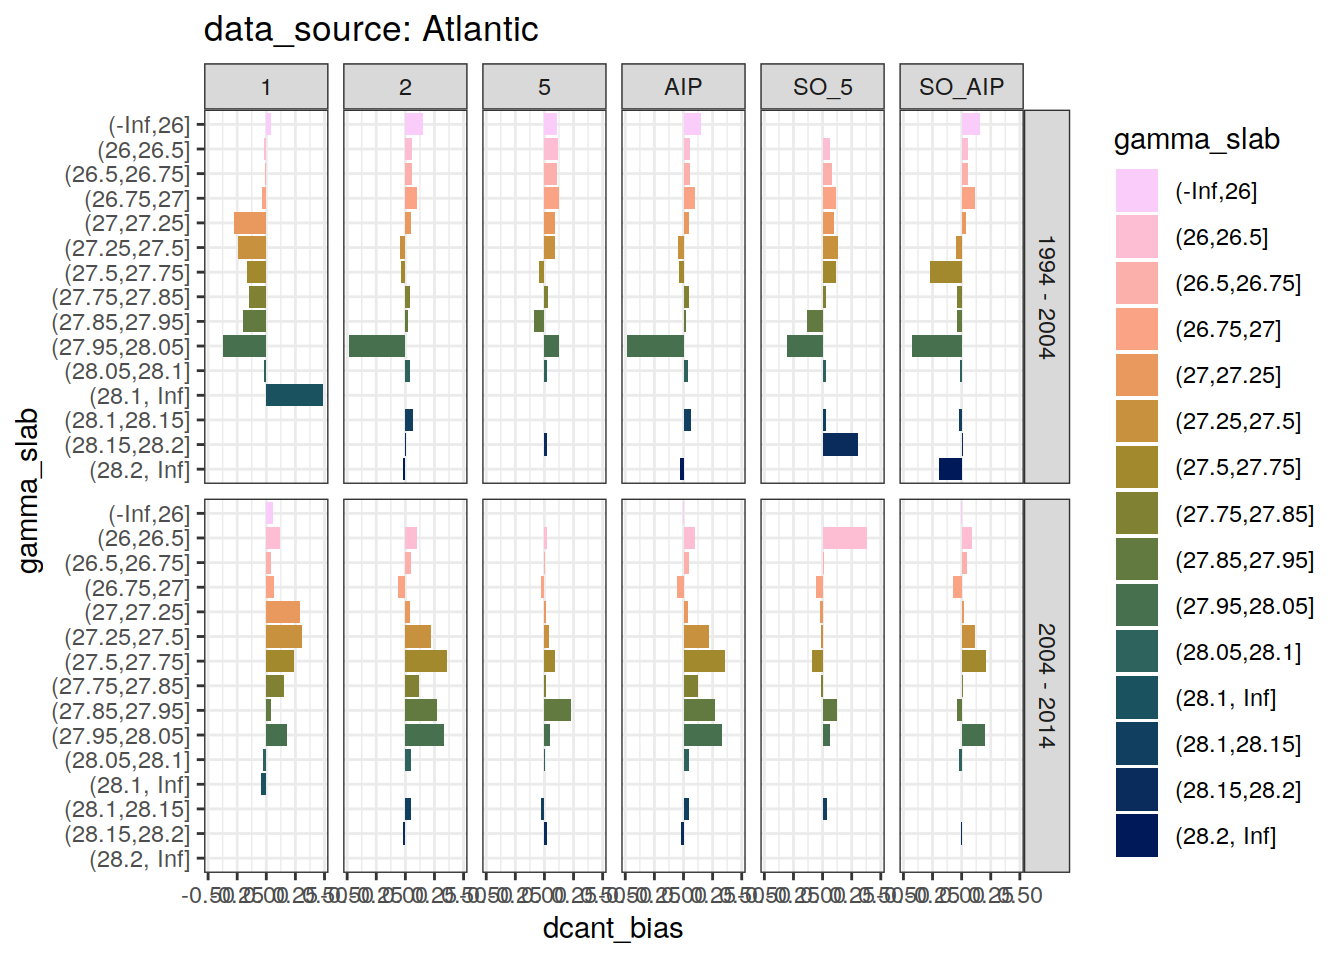 data_source: Atlantic
1 2 5 AIP SO_5 SO_AIP
gamma_slab
(-Inf,26]
(26,26.5]
(26.5,26.75]
(26.75,27]
(27,27.25]
(27.25,27.5]
(27.5,27.75]
(27.75,27.85]
(27.85,27.95]
(27.95,28.05]
(28.05,28.1]
(28.1, Inf]
(28.1,28.15]
(28.15,28.2]
(28.2, Inf]
1994 - 2004
(-Inf,26]
(26,26.5]
(26.5,26.75]
(26.75,27]
(27,27.25]
(27.25,27.5]
(27.5,27.75]
(27.75,27.85]
(27.85,27.95]
(27.95,28.05]
(28.05,28.1]
(28.1, Inf]
(28.1,28.15]
(28.15,28.2]
(28.2, Inf]
2004 - 2014
dcant_bias
gamma_slab
(-Inf,26]
(26,26.5]
(26.5,26.75]
(26.75,27]
(27,27.25]
(27.25,27.5]
(27.5,27.75]
(27.75,27.85]
(27.85,27.95]
(27.95,28.05]
(28.05,28.1]
(28.1, Inf]
(28.1,28.15]
(28.15,28.2]
(28.2, Inf]